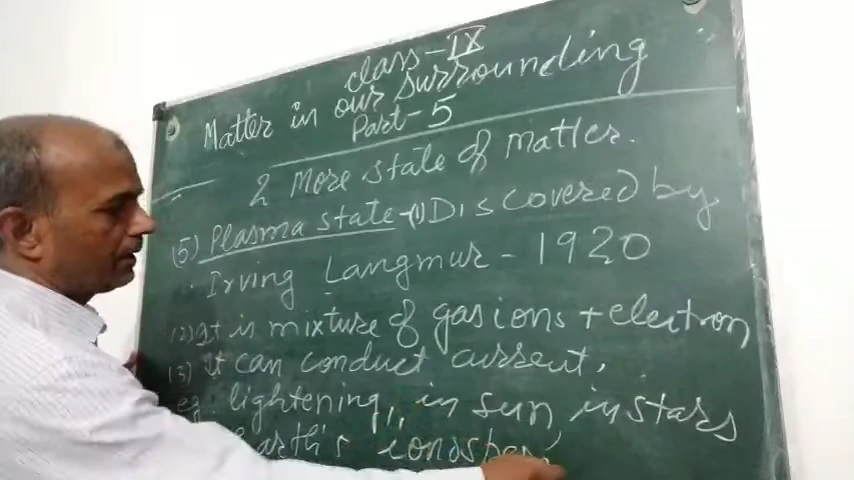 class-IX
Matter in our surrounding
Part-5
2 More state of Matter.
(5) Plasma state-(1) Discovered by
Irving Langmur - 1920
(2) It is mixture of gas ions + electron
(3) it can conduct current.
eg. lightening, in sun, in stars
earth's